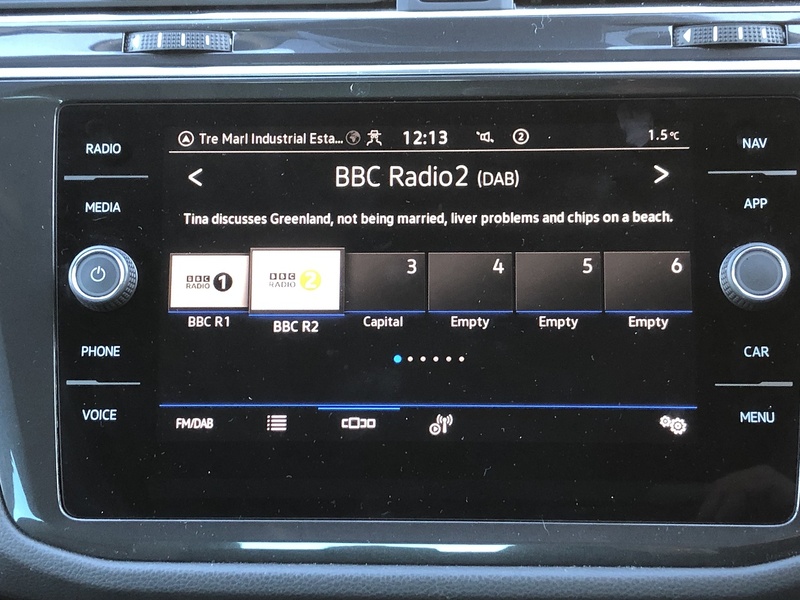 Tre Marl Industrial Esta... 12:13 2 1.5°C
RADIO
NAV
< BBC Radio2 (DAB) >
MEDIA
APP
Tina discusses Greenland, not being married, liver problems and chips on a beach.
BBC RADIO 1
BBC RADIO 2
3
4
5
6
BBC R1
BBC R2
Capital
Empty
Empty
Empty
PHONE
CAR
VOICE
MENU
FM/DAB